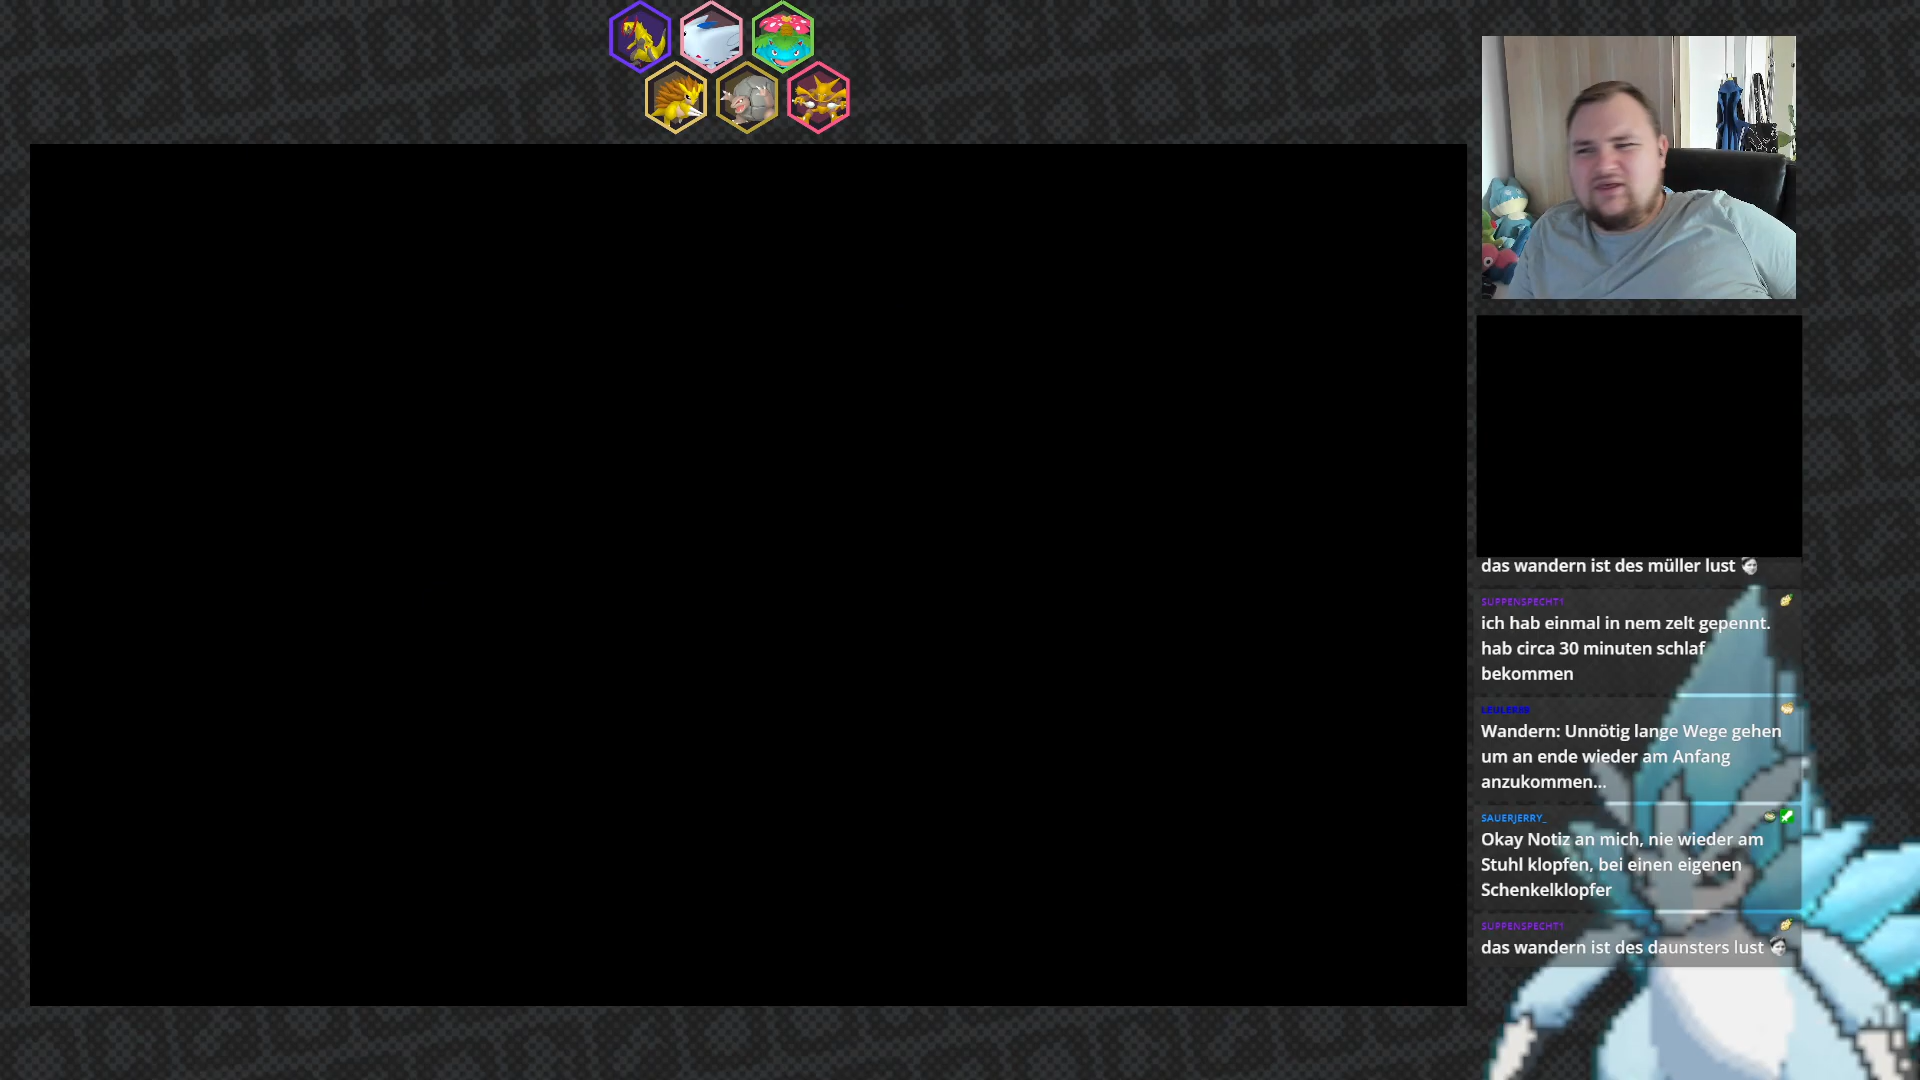 das wandern ist des müller lust
SUPPENSPECHT1
ich hab einmal in nem zelt gepennt.
hab circa 30 minuten schlaf
bekommen
LEULER89
Wandern: Unnötig lange Wege gehen
um an ende wieder am Anfang
anzukommen...
SAUERJERRY_
Okay Notiz an mich, nie wieder am
Stuhl klopfen, bei einen eigenen
Schenkelklopfer
SUPPENSPECHT1
das wandern ist des daunsters lust